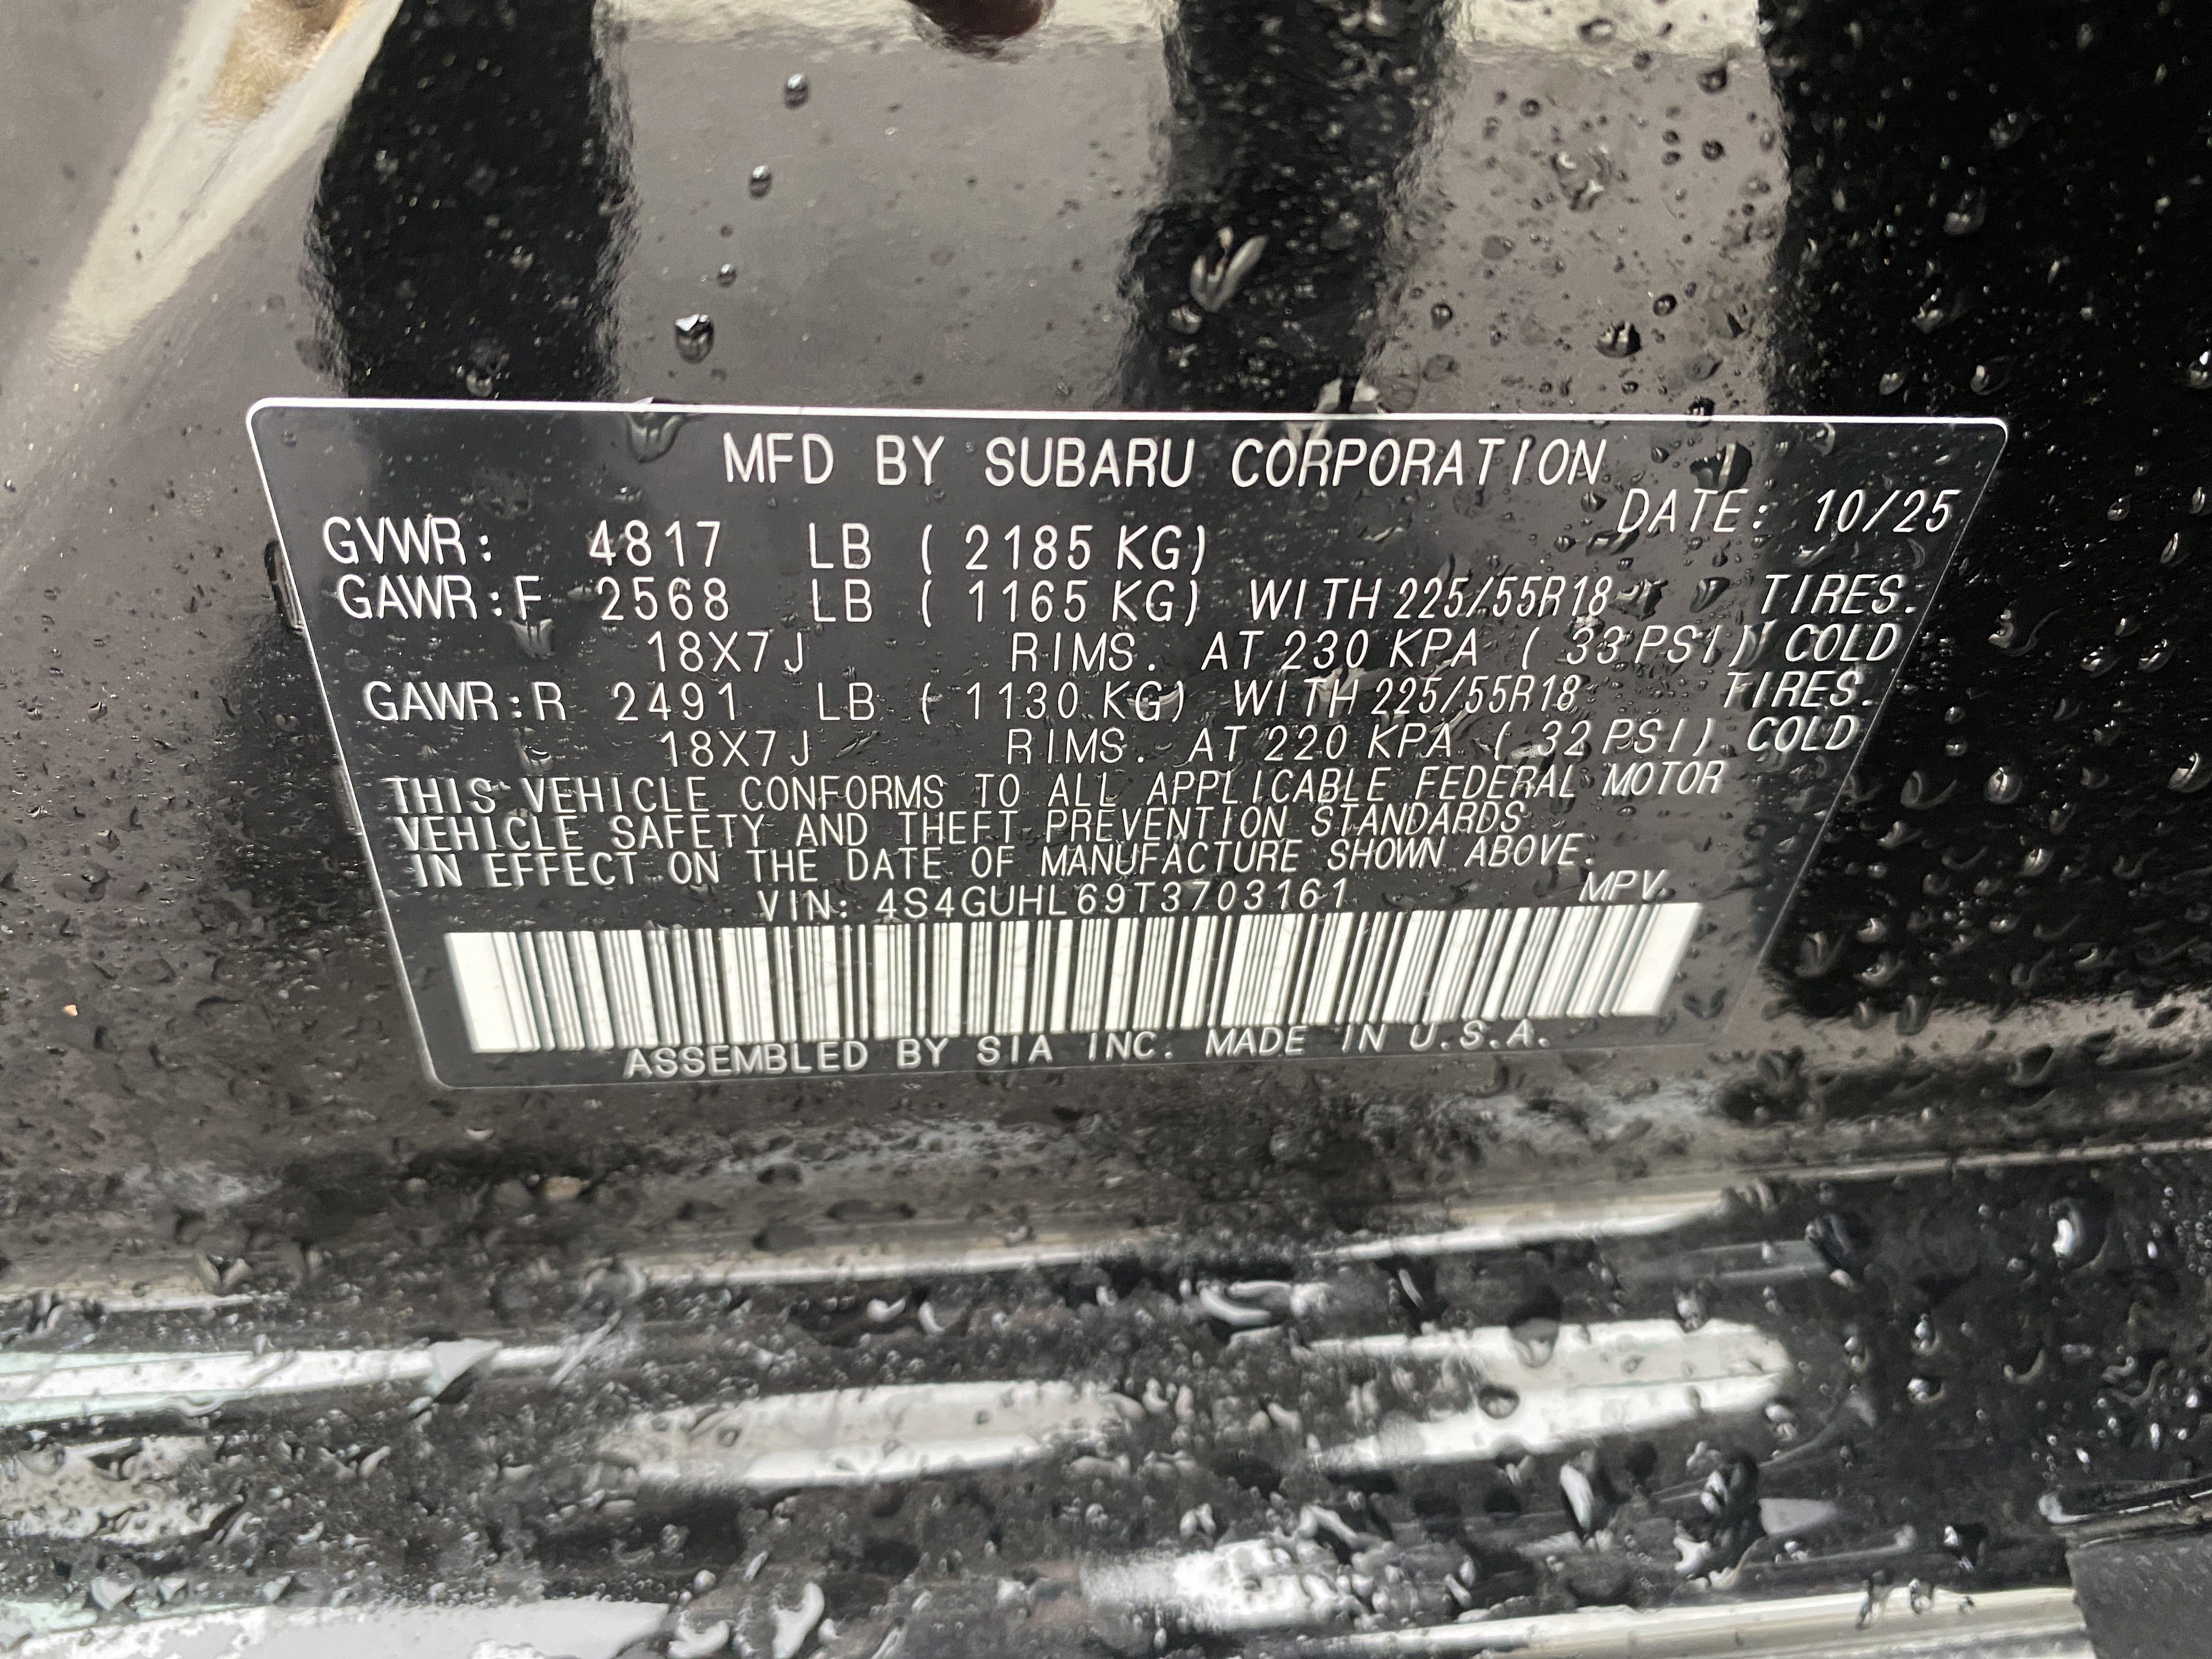 MFD BY SUBARU CORPORATION
DATE: 10/25
GVWR: 4817 LB ( 2185 KG)
GAWR:F 2568 LB ( 1165 KG) WITH 225/55R18 TIRES.
18X7J RIMS. AT 230 KPA ( 33 PSI) COLD
GAWR:R 2491 LB ( 1130 KG) WITH 225/55R18 TIRES.
18X7J RIMS. AT 220 KPA ( 32 PSI) COLD
THIS VEHICLE CONFORMS TO ALL APPLICABLE FEDERAL MOTOR
VEHICLE SAFETY AND THEFT PREVENTION STANDARDS
IN EFFECT ON THE DATE OF MANUFACTURE SHOWN ABOVE.
VIN: 4S4GUHL69T3703161 MPV.
ASSEMBLED BY SIA INC. MADE IN U.S.A.